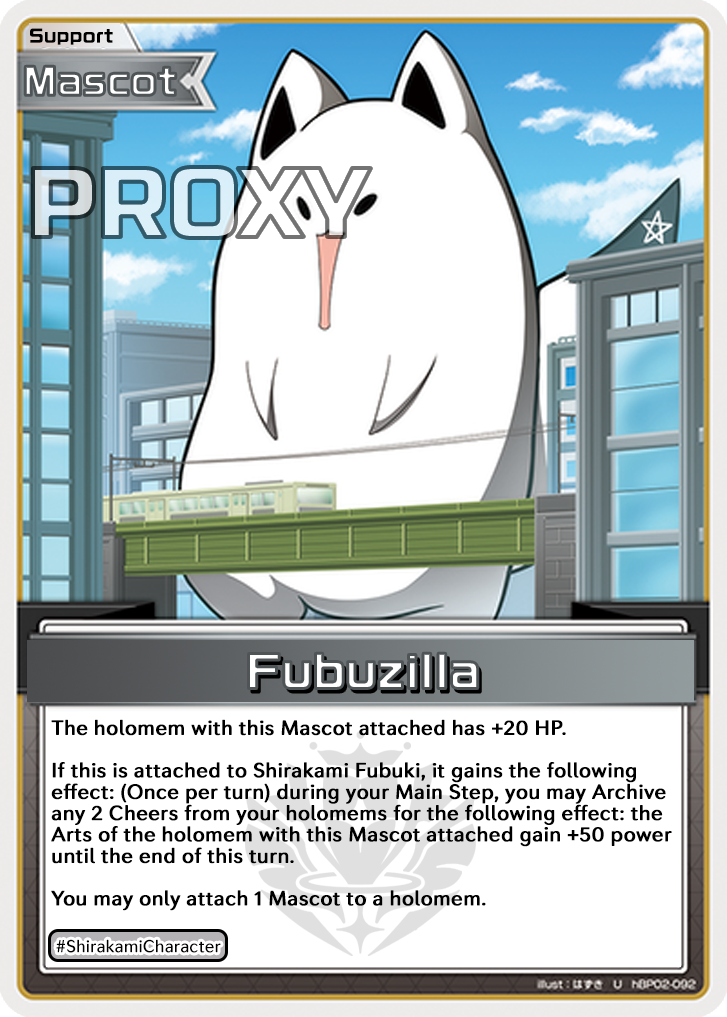 Support
Mascot
PROXY
Fubuzilla
The holomem with this Mascot attached has +20 HP.
If this is attached to Shirakami Fubuki, it gains the following
effect: (Once per turn) during your Main Step, you may Archive
any 2 Cheers from your holomems for the following effect: the
Arts of the holomem with this Mascot attached gain +50 power
until the end of this turn.
You may only attach 1 Mascot to a holomem.
#ShirakamiCharacter
illust : はずき U hBP02-092